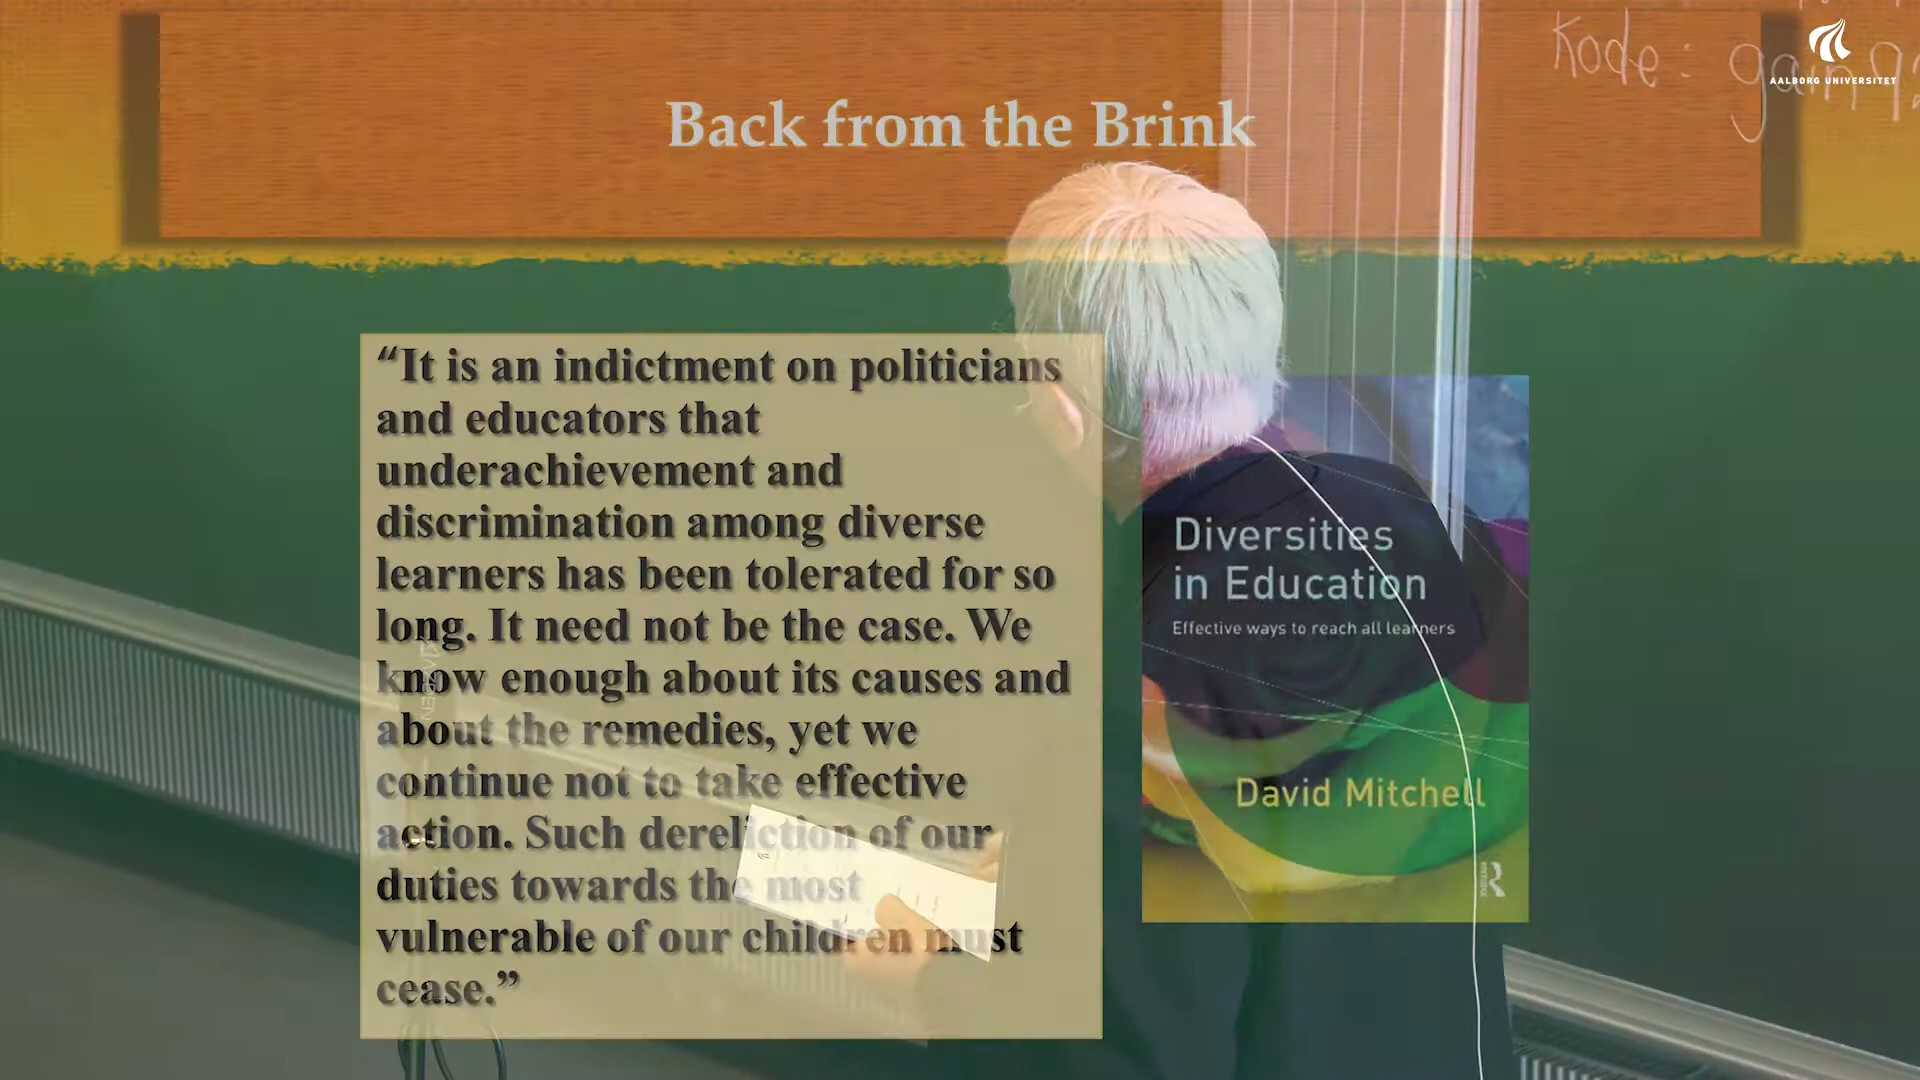 Kode:
AALBORG UNIVERSITET
Back from the Brink
“It is an indictment on politicians
and educators that
underachievement and
discrimination among diverse
learners has been tolerated for so
long. It need not be the case. We
know enough about its causes and
about the remedies, yet we
continue not to take effective
action. Such dereliction of our
duties towards the most
vulnerable of our children must
cease.”
Diversities
in Education
Effective ways to reach all learners
David Mitchell